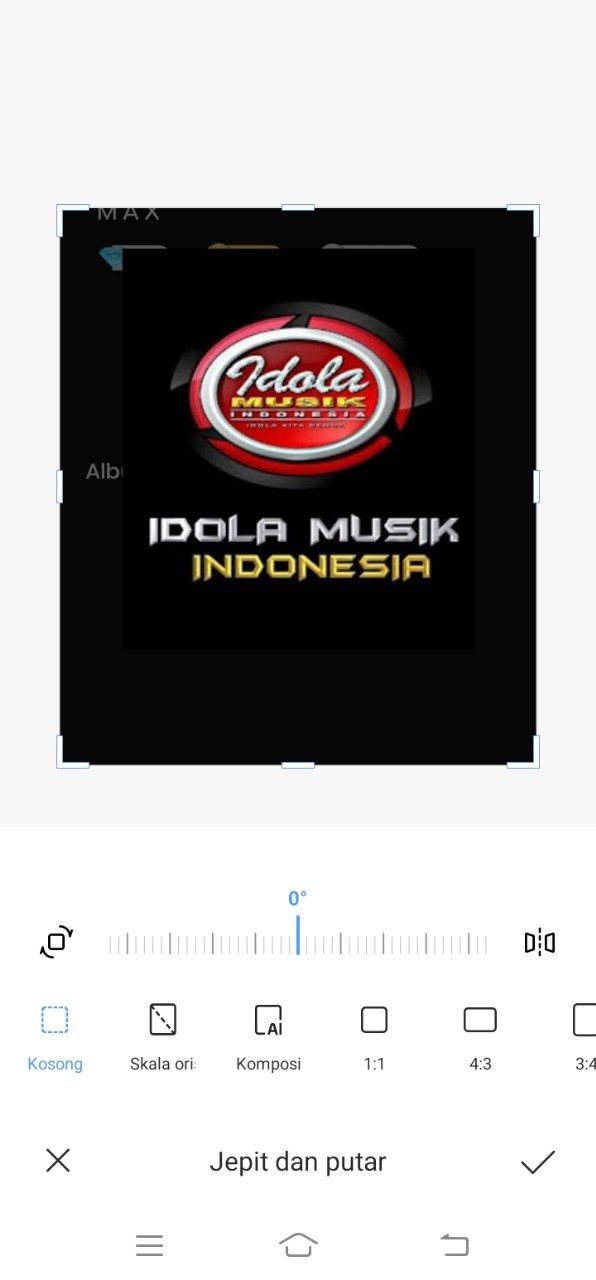 MAX
Idola
MUSIK
INDONESIA
IDOLA KITA SEMUA
Alb
IDOLA MUSIK
INDONESIA
0°
Kosong
Skala ori
AI
Komposi
1:1
4:3
3:4
Jepit dan putar